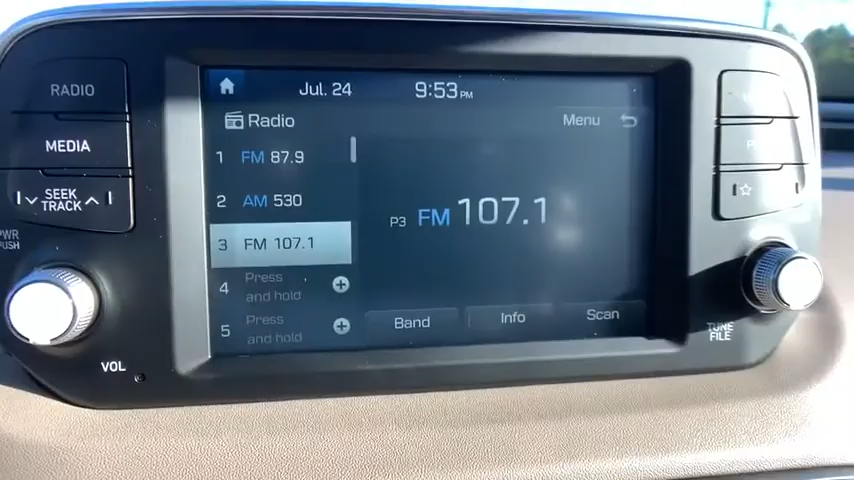 RADIO
MEDIA
SEEK
TRACK
PWR
PUSH
VOL
Jul. 24
9:53 PM
Radio
Menu
1 FM 87.9
2 AM 530
3 FM 107.1
4 Press
and hold
5 Press
and hold
P3 FM 107.1
Band
Info
Scan
TUNE
FILE